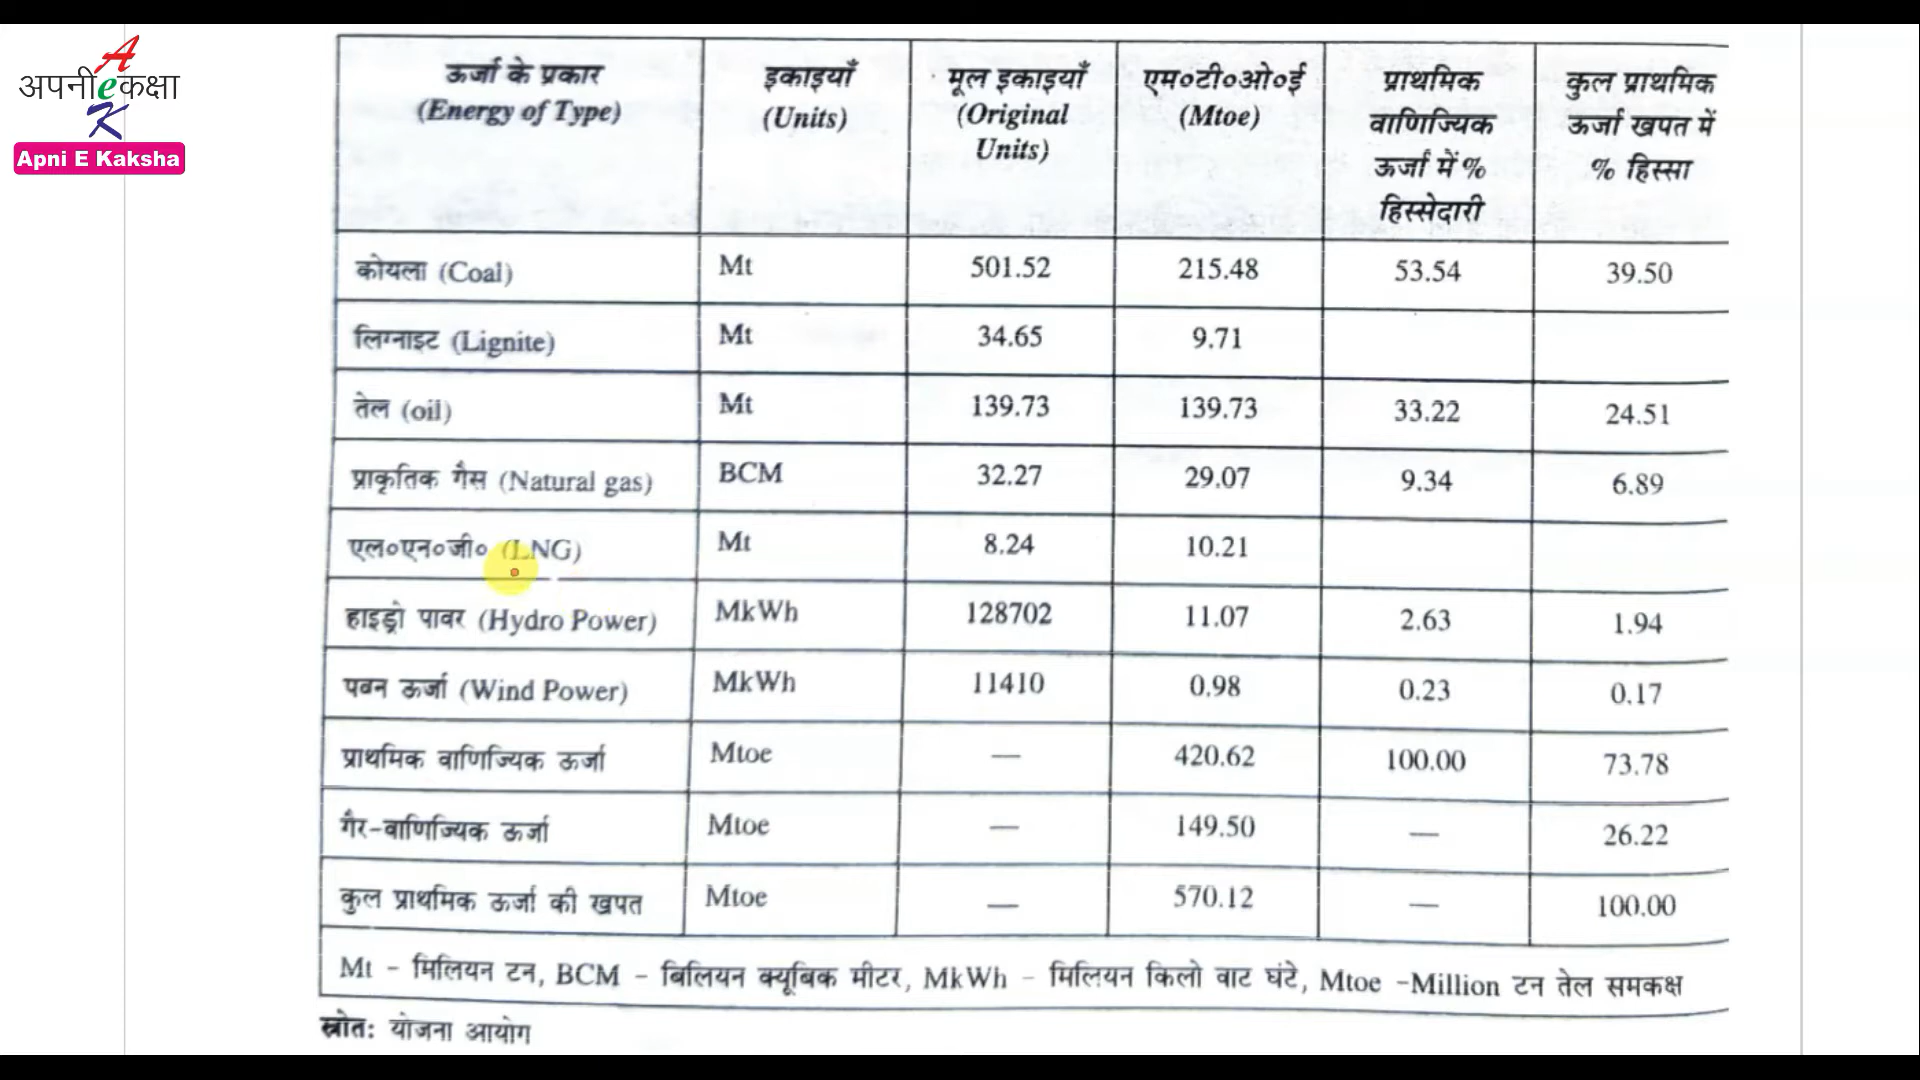 अपनी AeK कक्षा
Apni E Kaksha
ऊर्जा के प्रकार (Energy of Type) इकाइयाँ (Units) मूल इकाइयाँ (Original Units) एम०टी०ओ०ई (Mtoe) प्राथमिक वाणिज्यिक ऊर्जा में % हिस्सेदारी कुल प्राथमिक ऊर्जा खपत में % हिस्सा
कोयला (Coal) Mt 501.52 215.48 53.54 39.50
लिग्नाइट (Lignite) Mt 34.65 9.71
तेल (oil) Mt 139.73 139.73 33.22 24.51
प्राकृतिक गैस (Natural gas) BCM 32.27 29.07 9.34 6.89
एल०एन०जी० (LNG) Mt 8.24 10.21
हाइड्रो पावर (Hydro Power) MkWh 128702 11.07 2.63 1.94
पवन ऊर्जा (Wind Power) MkWh 11410 0.98 0.23 0.17
प्राथमिक वाणिज्यिक ऊर्जा Mtoe — 420.62 100.00 73.78
गैर-वाणिज्यिक ऊर्जा Mtoe — 149.50 — 26.22
कुल प्राथमिक ऊर्जा की खपत Mtoe — 570.12 — 100.00
Mt - मिलियन टन, BCM - बिलियन क्यूबिक मीटर, MkWh - मिलियन किलो वाट घंटे, Mtoe -Million टन तेल समकक्ष
स्रोत: योजना आयोग